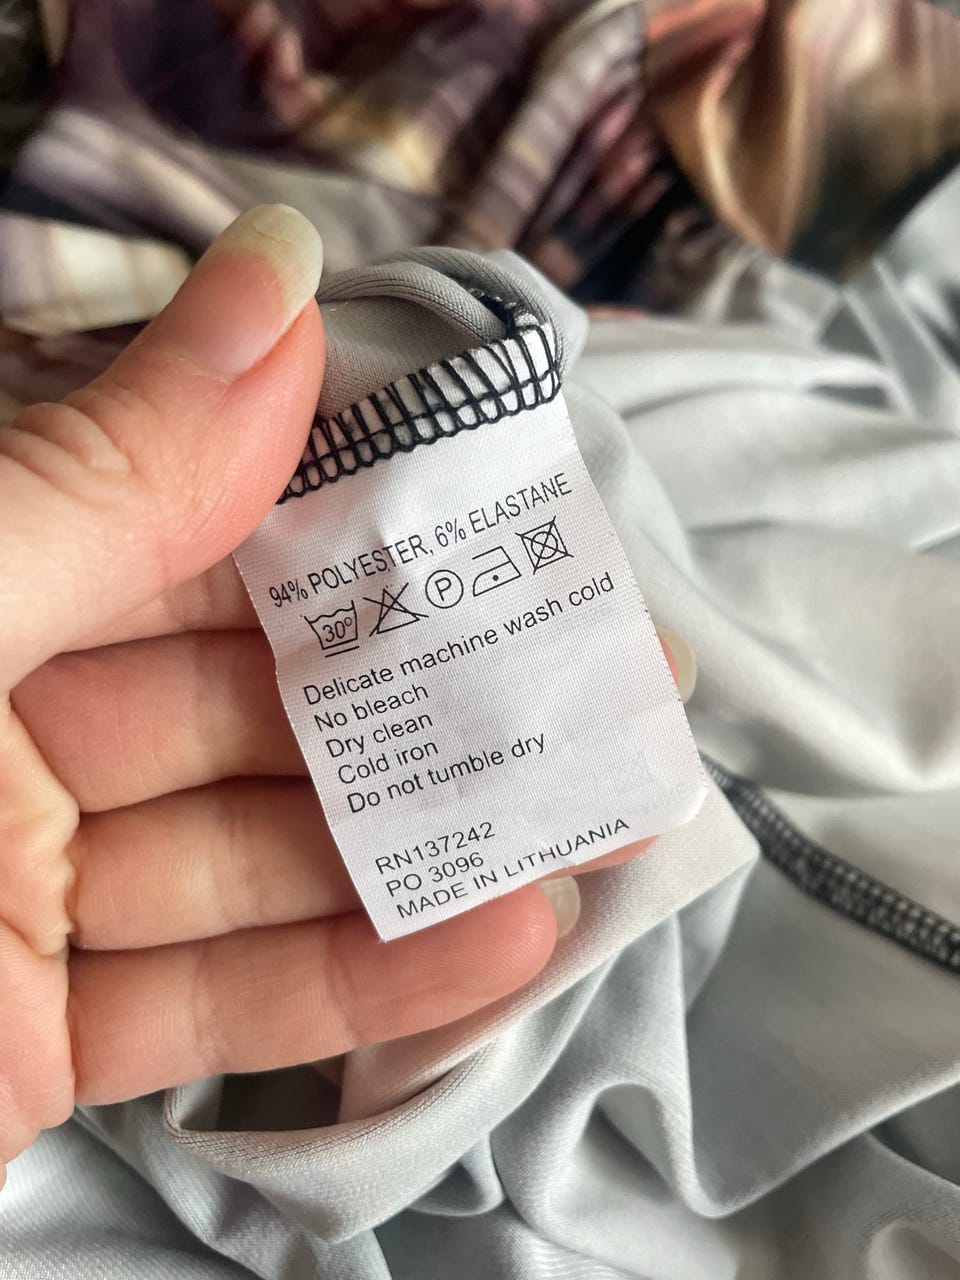 94% POLYESTER, 6% ELASTANE
30° P
Delicate machine wash cold
No bleach
Dry clean
Cold iron
Do not tumble dry
RN137242
PO 3096
MADE IN LITHUANIA